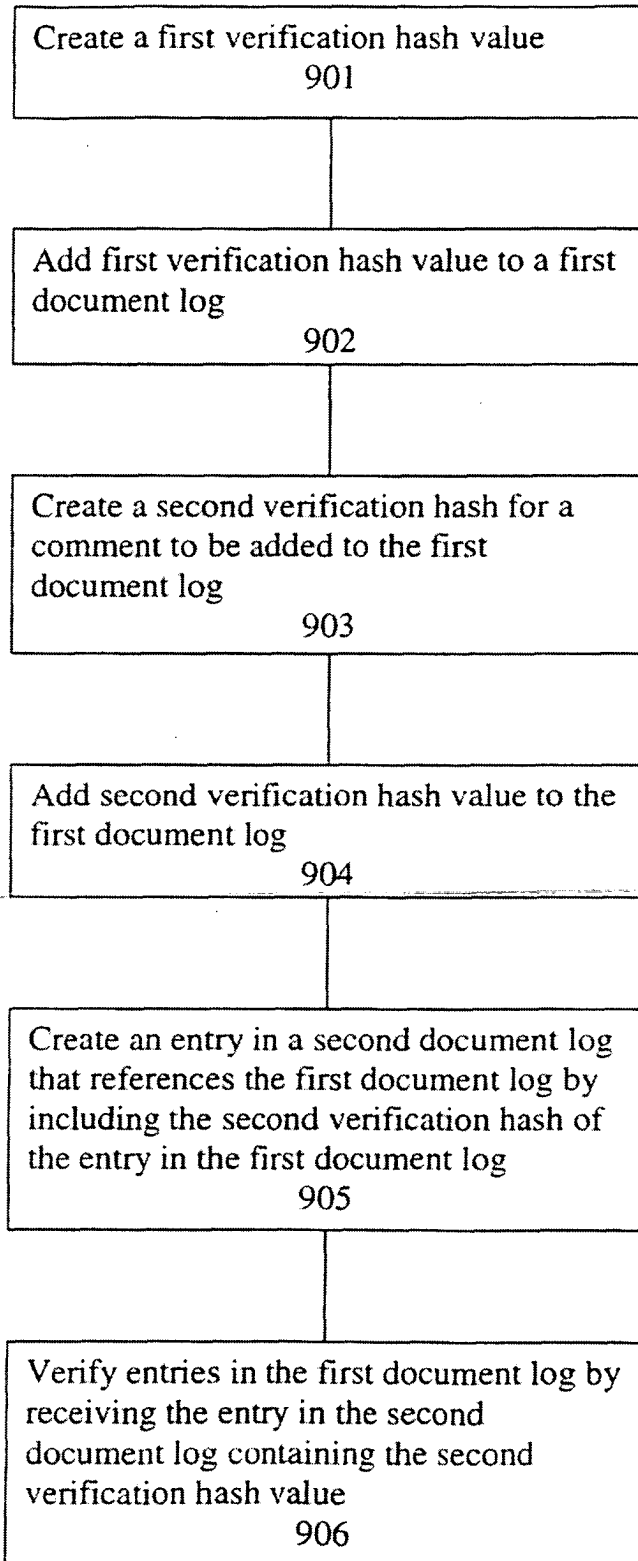 Create a first verification hash value
901
Add first verification hash value to a first
document log
902
Create a second verification hash for a
comment to be added to the first
document log
903
Add second verification hash value to the
first document log
904
Create an entry in a second document log
that references the first document log by
including the second verification hash of
the entry in the first document log
905
Verify entries in the first document log by
receiving the entry in the second
document log containing the second
verification hash value
906